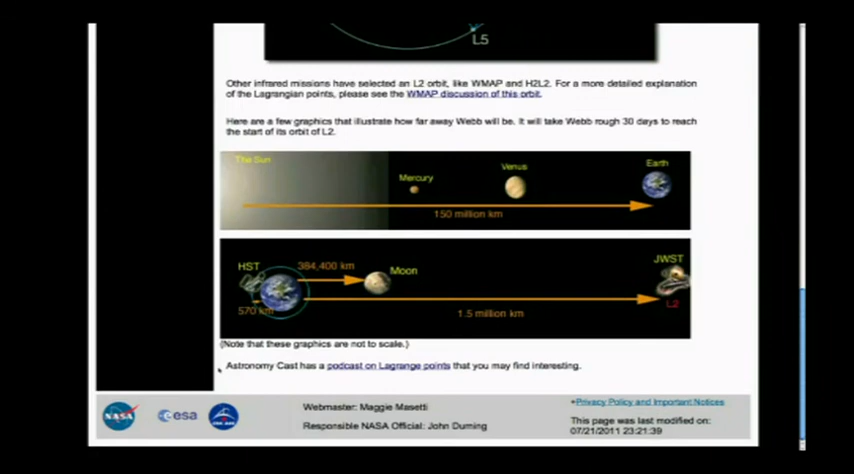 L5
Other infrared missions have selected an L2 orbit, like WMAP and H2L2. For a more detailed explanation
of the Lagrangian points, please see the WMAP discussion of this orbit.
Here are a few graphics that illustrate how far away Webb will be. It will take Webb rough 30 days to reach
the start of its orbit of L2.
The Sun
Mercury
Venus
Earth
150 million km
HST
384,400 km
Moon
JWST
570 km
1.5 million km
L2
(Note that these graphics are not to scale.)
Astronomy Cast has a podcast on Lagrange points that you may find interesting.
NASA
esa
Webmaster: Maggie Masetti
Responsible NASA Official: John Durning
+Privacy Policy and Important Notices
This page was last modified on:
07/21/2011 23:21:39